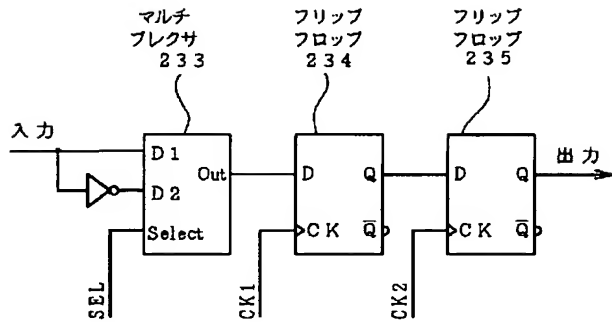 マルチ
プレクサ
233
フリップ
フロップ
234
フリップ
フロップ
235
入力
D1
D2
Out
Select
D
Q
CK
Q̅
D
Q
CK
Q̅
出力
SEL
CK1
CK2